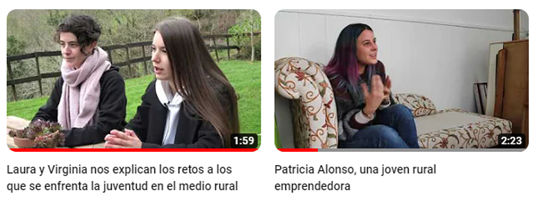 1:59
2:23
Laura y Virginia nos explican los retos a los
que se enfrenta la juventud en el medio rural
Patricia Alonso, una joven rural
emprendedora